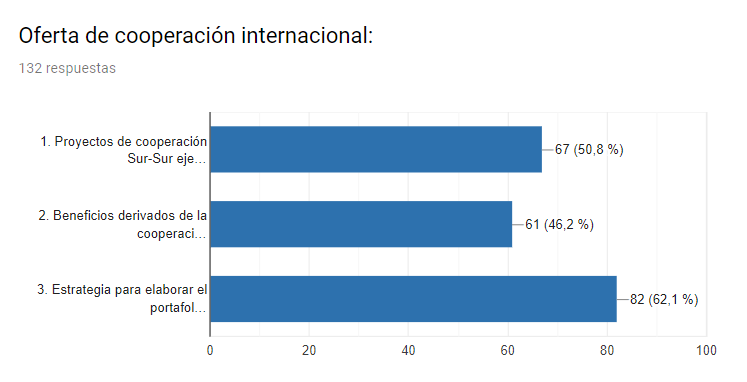 Oferta de cooperación internacional:
132 respuestas
1. Proyectos de cooperación
Sur-Sur eje…
67 (50,8 %)
2. Beneficios derivados de la
cooperaci…
61 (46,2 %)
3. Estrategia para elaborar el
portafol…
82 (62,1 %)
0 20 40 60 80 100